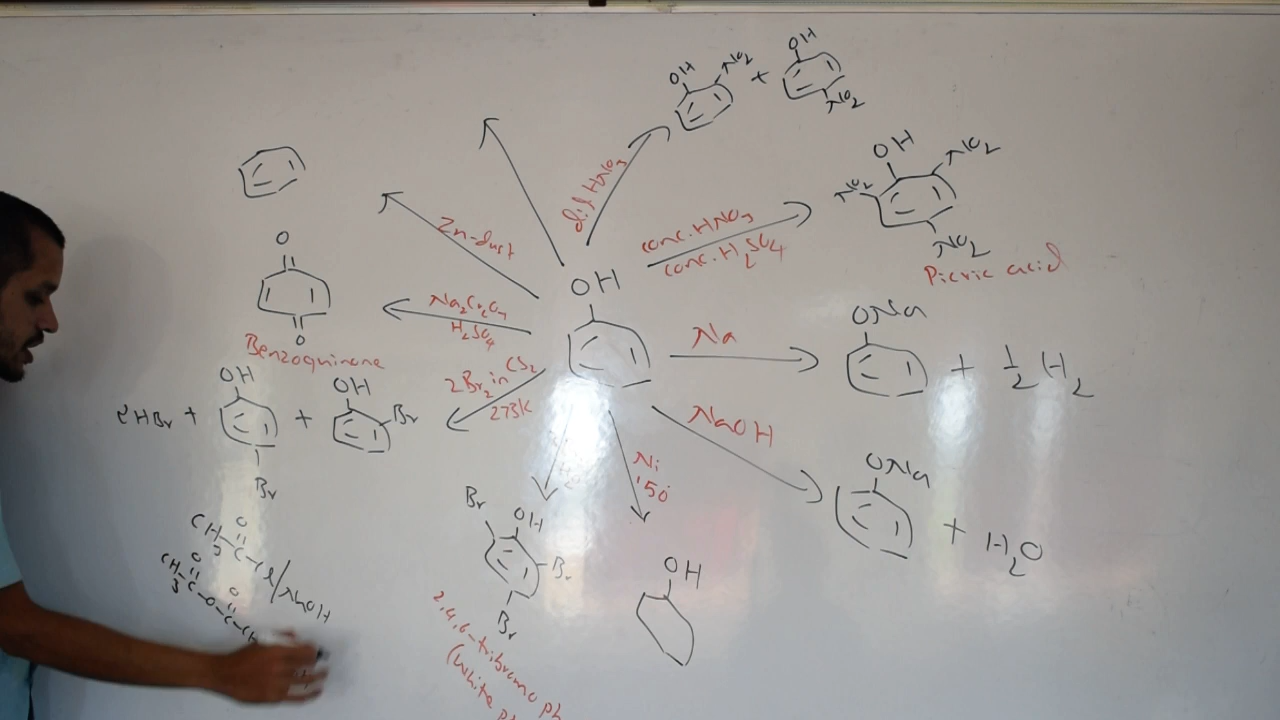 OH
NO2
+
OH
NO2
dil HNO3
OH
NO2
NO2
NO2
Picric acid
conc. HNO3
conc. H2SO4
Zn-dust
O
O
Benzoquinone
Na2Cr2O7
H2SO4
OH
Na
ONa
+ 1/2 H2
2Br2 in CS2
273K
2HBr +
OH
Br
+
OH
Br
NaOH
ONa
+ H2O
Ni
150
OH
Br
OH
Br
Br
2,4,6-tribromo ph
(white
CH3
O
C
Cl/
CH3
O
C
O
O
C